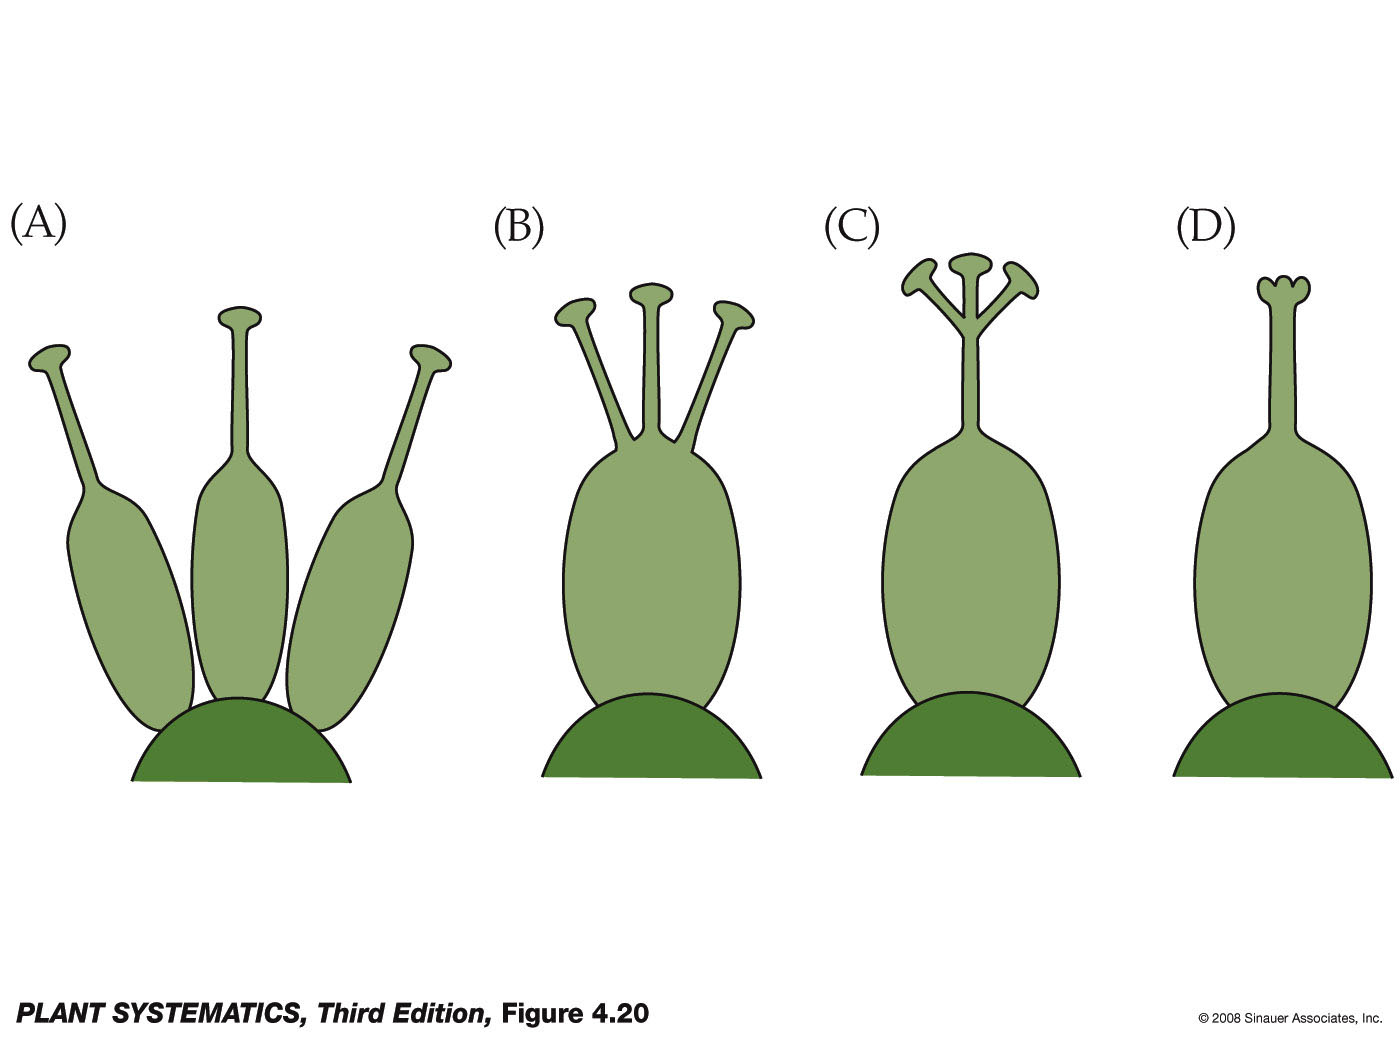 (A)
(B)
(C)
(D)
PLANT SYSTEMATICS, Third Edition, Figure 4.20
© 2008 Sinauer Associates, Inc.